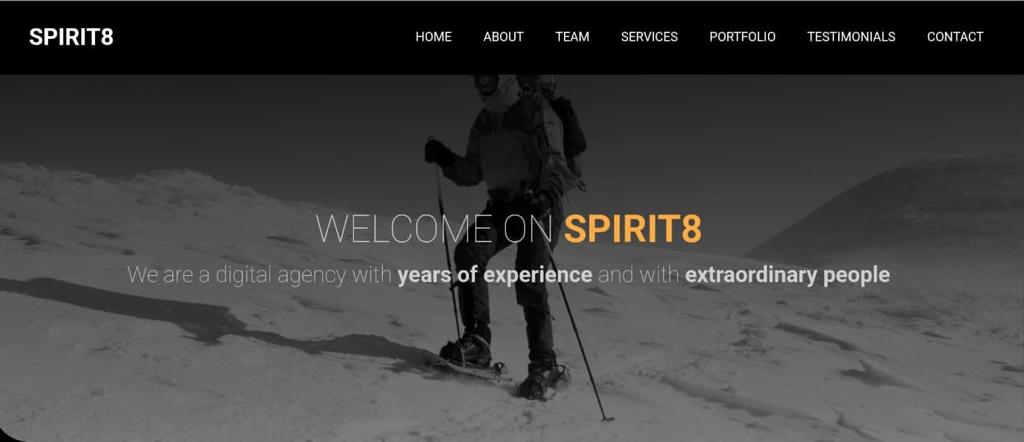 SPIRIT8 HOME ABOUT TEAM SERVICES PORTFOLIO TESTIMONIALS CONTACT
WELCOME ON SPIRIT8
We are a digital agency with years of experience and with extraordinary people